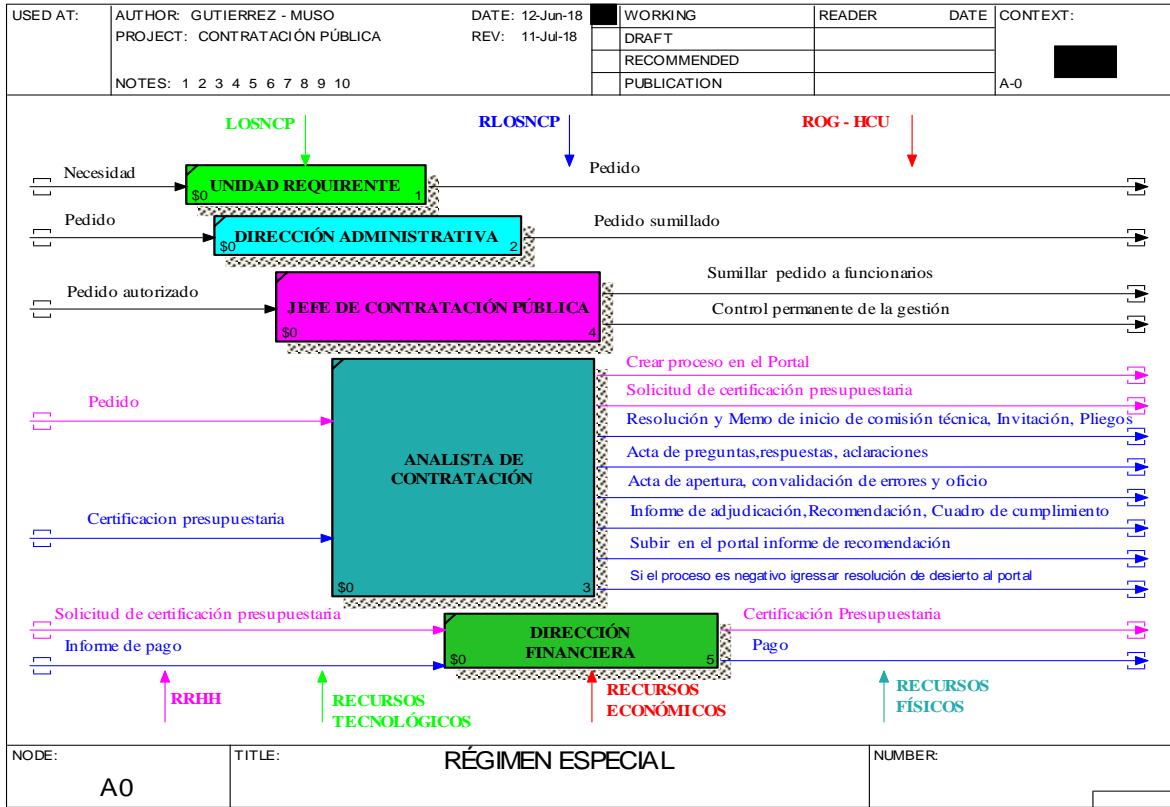 USED AT:
AUTHOR: GUTIERREZ - MUSO
DATE: 12-Jun-18
WORKING
READER
DATE
CONTEXT:
PROJECT: CONTRATACIÓN PÚBLICA
REV: 11-Jul-18
DRAFT
RECOMMENDED
NOTES: 1 2 3 4 5 6 7 8 9 10
PUBLICATION
A-0
LOSNCP
RLOSNCP
ROG - HCU
Necesidad
UNIDAD REQUIRENTE
$0
1
Pedido
Pedido
DIRECCIÓN ADMINISTRATIVA
$0
2
Pedido sumillado
Pedido autorizado
JEFE DE CONTRATACIÓN PÚBLICA
$0
4
Sumillar pedido a funcionarios
Control permanente de la gestión
Pedido
Certificacion presupuestaria
ANALISTA DE
CONTRATACIÓN
$0
3
Crear proceso en el Portal
Solicitud de certificación presupuestaria
Resolución y Memo de inicio de comisión técnica, Invitación, Pliegos
Acta de preguntas,respuestas, aclaraciones
Acta de apertura, convalidación de errores y oficio
Informe de adjudicación,Recomendación, Cuadro de cumplimiento
Subir en el portal informe de recomendación
Si el proceso es negativo igressar resolución de desierto al portal
Solicitud de certificación presupuestaria
Informe de pago
DIRECCIÓN
FINANCIERA
$0
5
Certificación Presupuestaria
Pago
RRHH
RECURSOS
TECNOLÓGICOS
RECURSOS
ECONÓMICOS
RECURSOS
FÍSICOS
NODE:
A0
TITLE:
RÉGIMEN ESPECIAL
NUMBER: